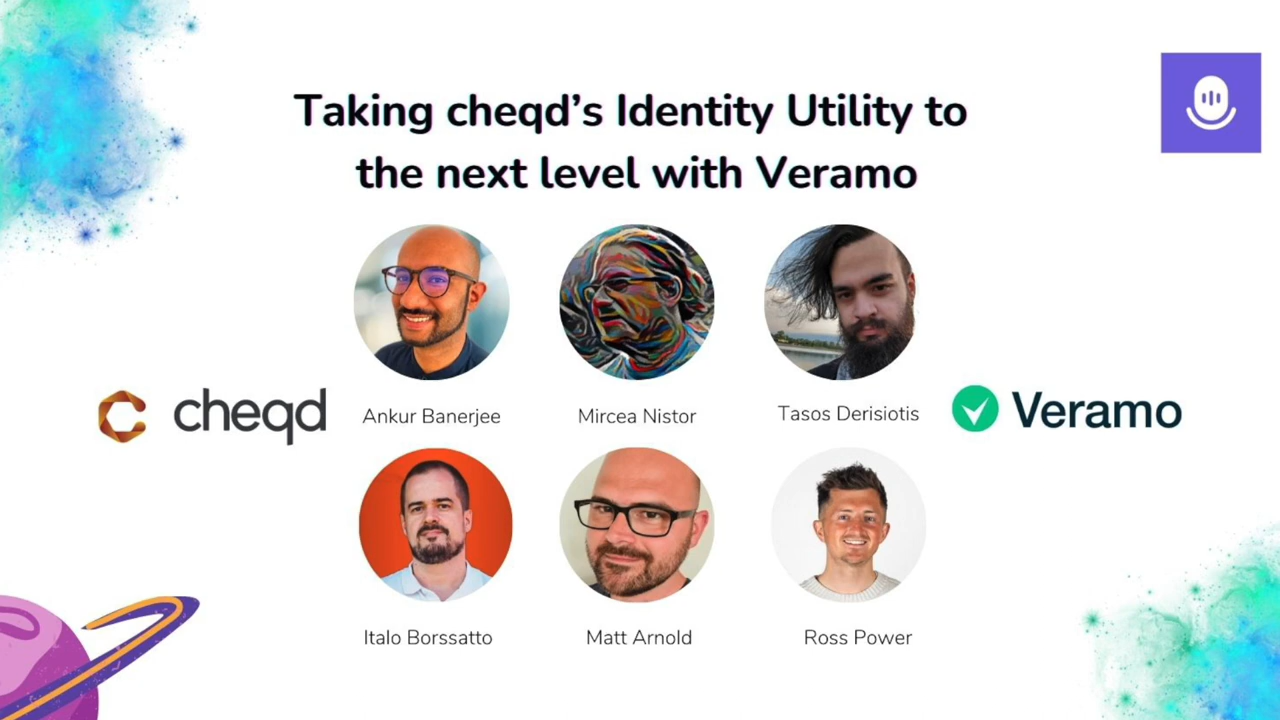 Taking cheqd’s Identity Utility to
the next level with Veramo
cheqd
Ankur Banerjee
Mircea Nistor
Tasos Derisiotis
Veramo
Italo Borssatto
Matt Arnold
Ross Power